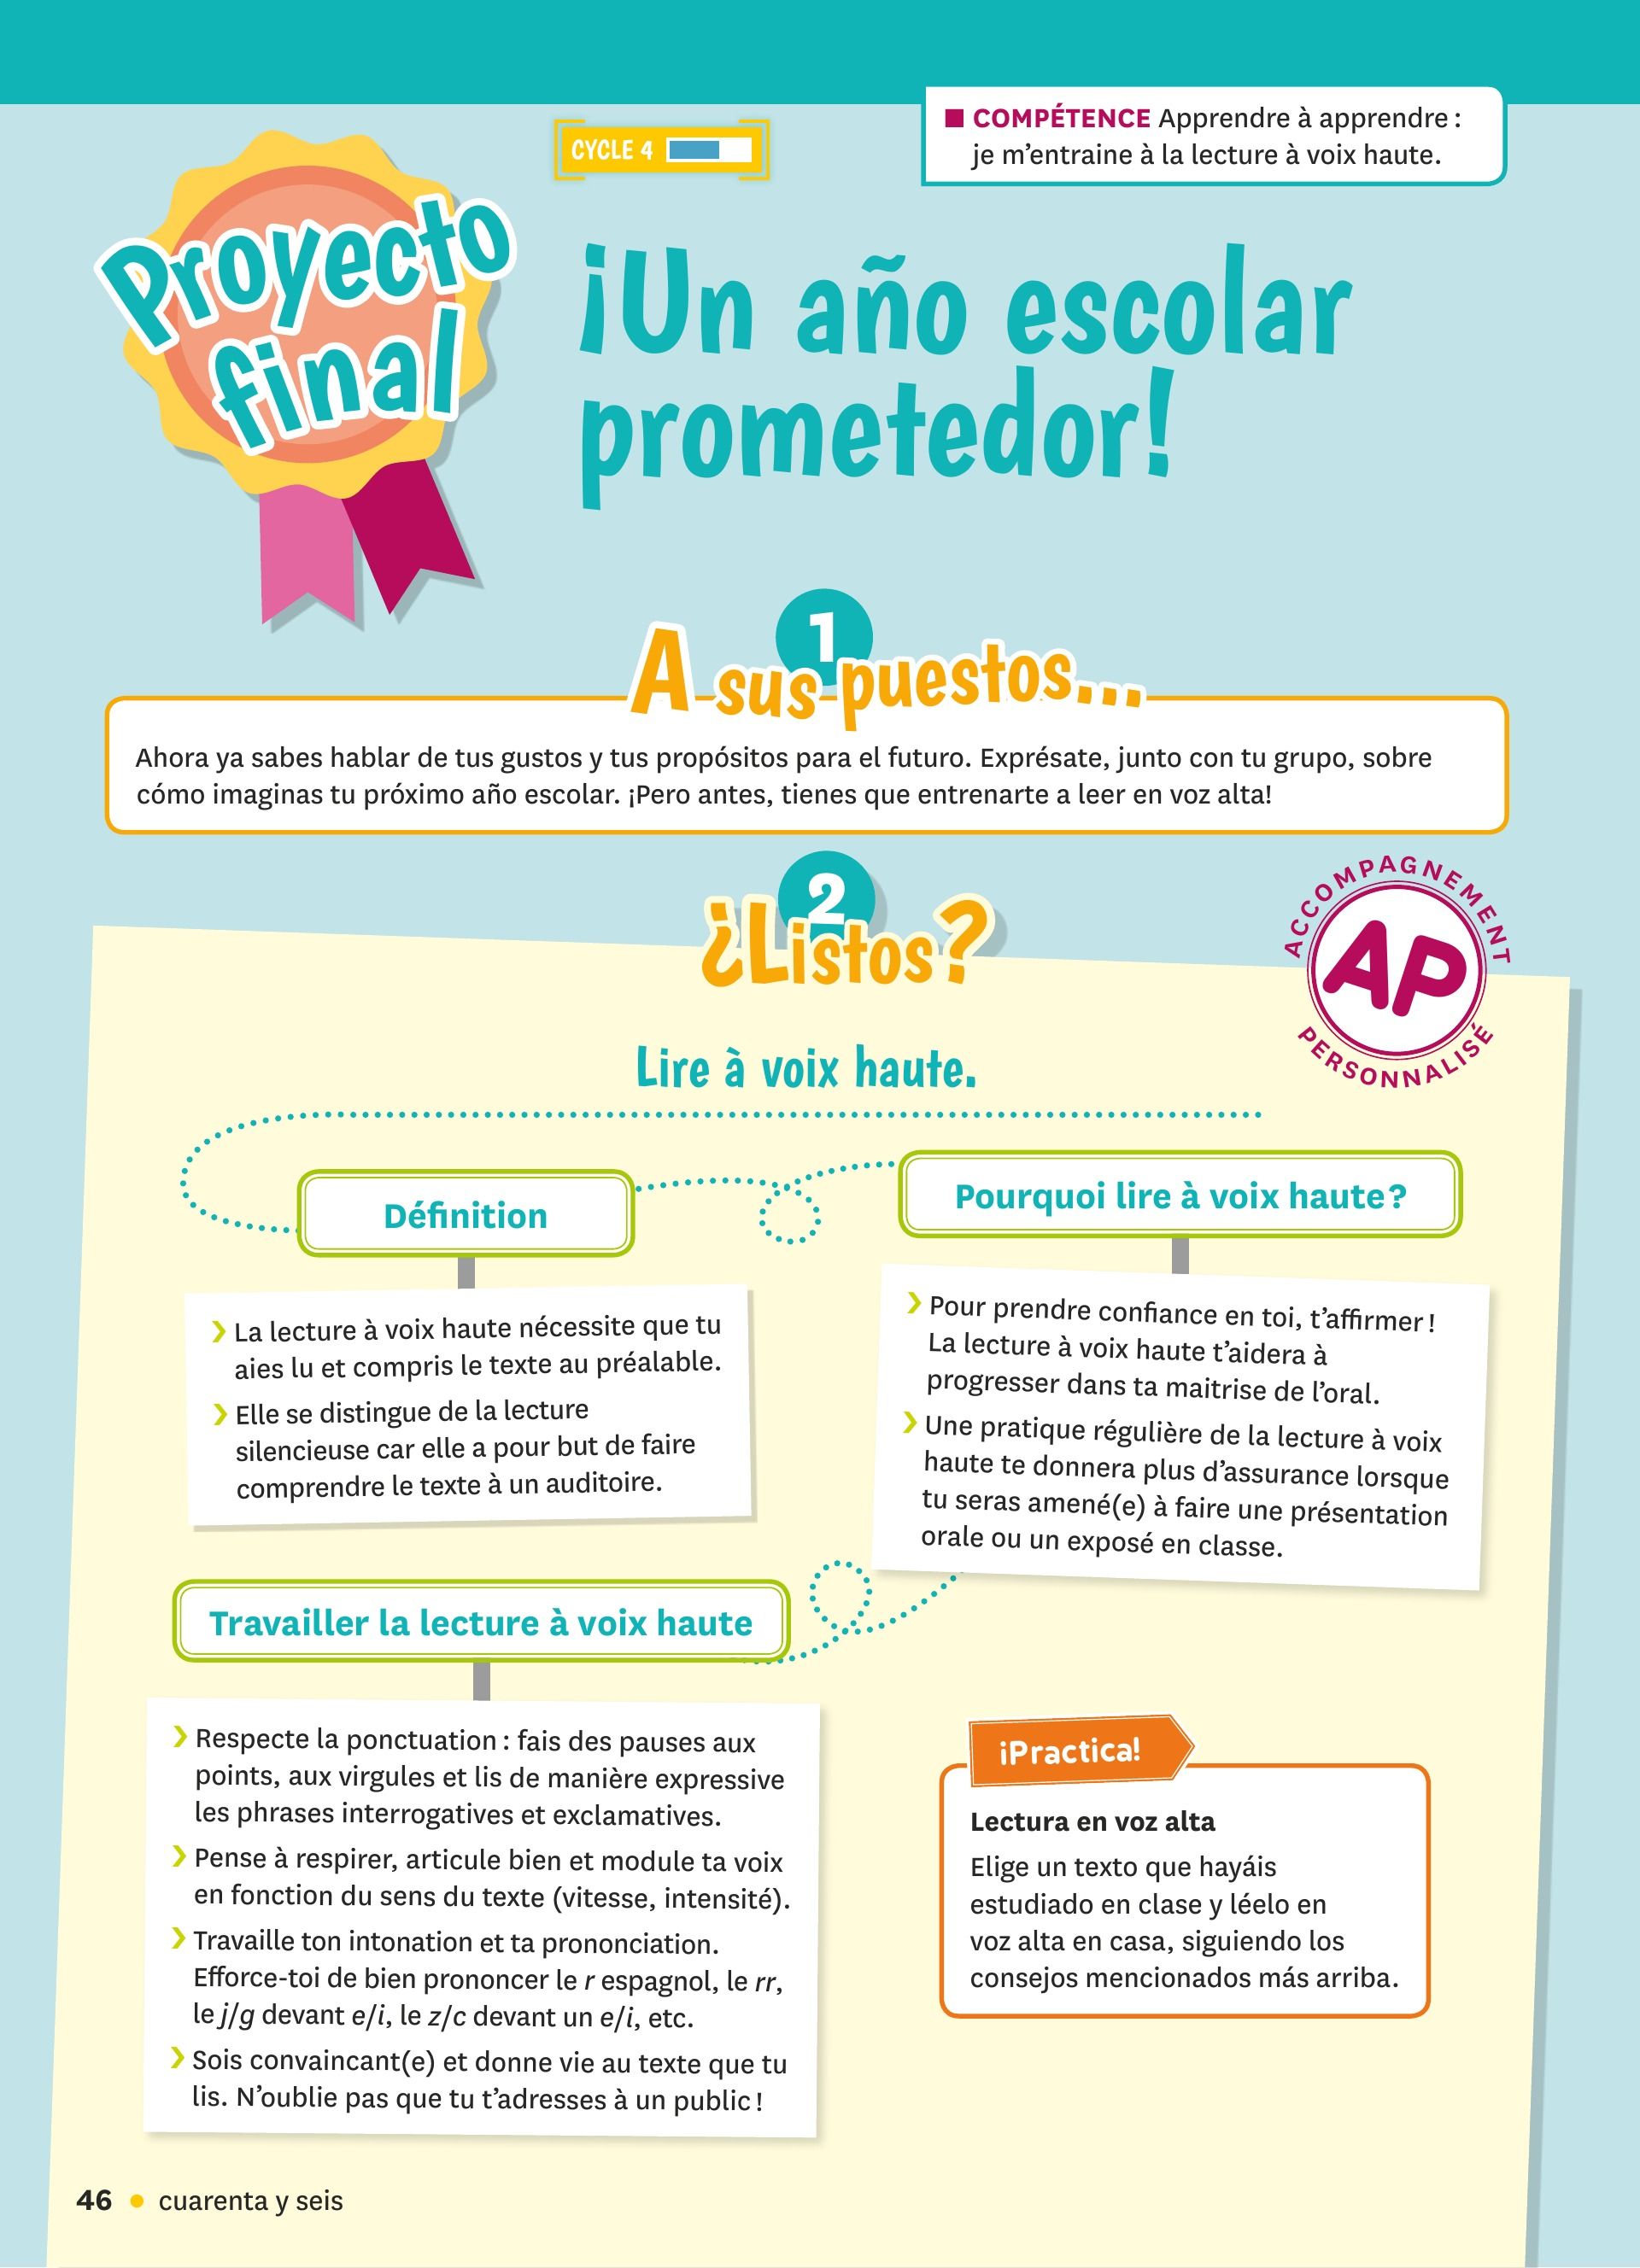 CYCLE 4
■ COMPÉTENCE Apprendre à apprendre :
je m’entraine à la lecture à voix haute.
Proyecto
final
¡Un año escolar
prometedor!
1
A sus puestos...
Ahora ya sabes hablar de tus gustos y tus propósitos para el futuro. Exprésate, junto con tu grupo, sobre
cómo imaginas tu próximo año escolar. ¡Pero antes, tienes que entrenarte a leer en voz alta!
2
¿Listos?
ACCOMPAGNEMENT
AP
PERSONNALISÉ
Lire à voix haute.
Définition
› La lecture à voix haute nécessite que tu
aies lu et compris le texte au préalable.
› Elle se distingue de la lecture
silencieuse car elle a pour but de faire
comprendre le texte à un auditoire.
Pourquoi lire à voix haute ?
› Pour prendre confiance en toi, t’affirmer !
La lecture à voix haute t’aidera à
progresser dans ta maitrise de l’oral.
› Une pratique régulière de la lecture à voix
haute te donnera plus d’assurance lorsque
tu seras amené(e) à faire une présentation
orale ou un exposé en classe.
Travailler la lecture à voix haute
› Respecte la ponctuation : fais des pauses aux
points, aux virgules et lis de manière expressive
les phrases interrogatives et exclamatives.
› Pense à respirer, articule bien et module ta voix
en fonction du sens du texte (vitesse, intensité).
› Travaille ton intonation et ta prononciation.
Efforce-toi de bien prononcer le r espagnol, le rr,
le j/g devant e/i, le z/c devant un e/i, etc.
› Sois convaincant(e) et donne vie au texte que tu
lis. N’oublie pas que tu t’adresses à un public !
¡Practica!
Lectura en voz alta
Elige un texto que hayáis
estudiado en clase y léelo en
voz alta en casa, siguiendo los
consejos mencionados más arriba.
46 • cuarenta y seis